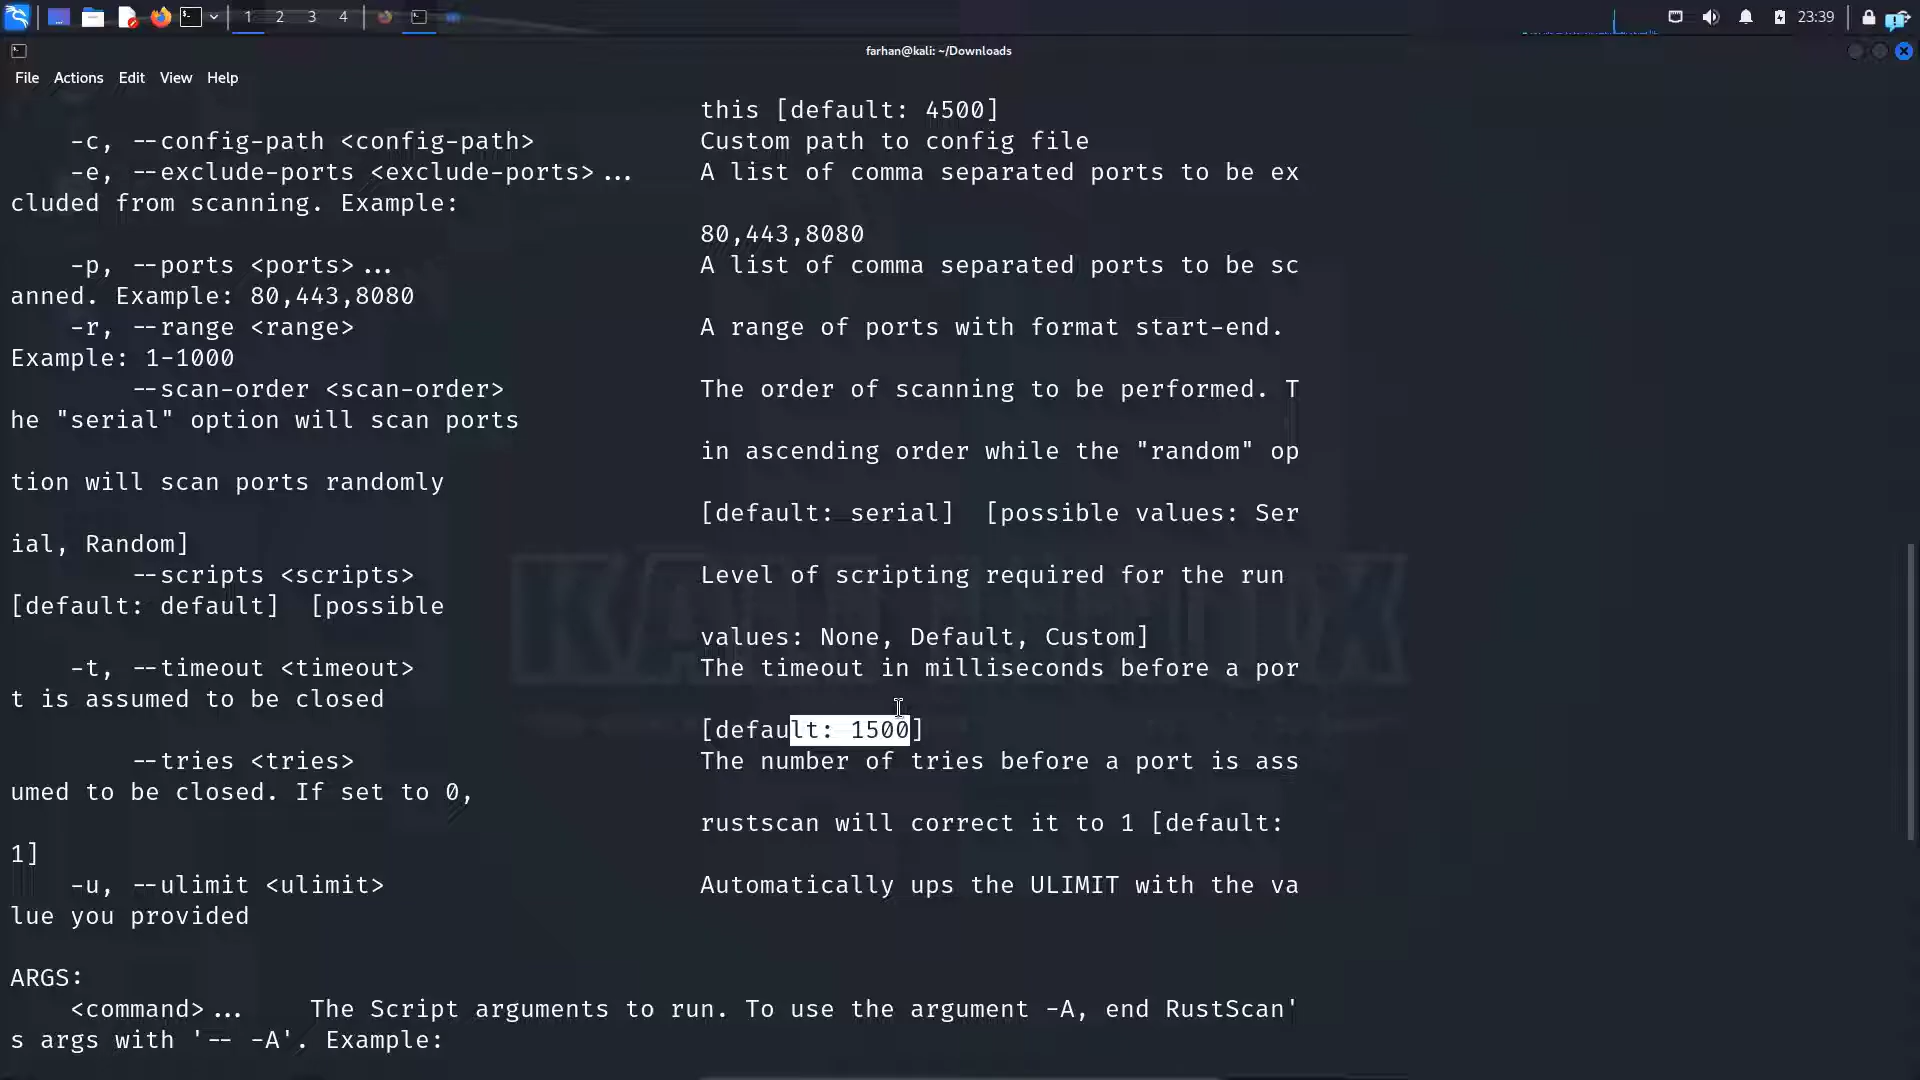 1 2 3 4
23:39
farhan@kali: ~/Downloads
File Actions Edit View Help
this [default: 4500]
-c, --config-path <config-path> Custom path to config file
-e, --exclude-ports <exclude-ports>... A list of comma separated ports to be ex
cluded from scanning. Example:
80,443,8080
-p, --ports <ports>... A list of comma separated ports to be sc
anned. Example: 80,443,8080
-r, --range <range> A range of ports with format start-end.
Example: 1-1000
--scan-order <scan-order> The order of scanning to be performed. T
he "serial" option will scan ports
in ascending order while the "random" op
tion will scan ports randomly
[default: serial] [possible values: Ser
ial, Random]
--scripts <scripts> Level of scripting required for the run
[default: default] [possible
values: None, Default, Custom]
-t, --timeout <timeout> The timeout in milliseconds before a por
t is assumed to be closed
[default: 1500]
--tries <tries> The number of tries before a port is ass
umed to be closed. If set to 0,
rustscan will correct it to 1 [default:
1]
-u, --ulimit <ulimit> Automatically ups the ULIMIT with the va
lue you provided
ARGS:
<command>... The Script arguments to run. To use the argument -A, end RustScan'
s args with '-- -A'. Example: